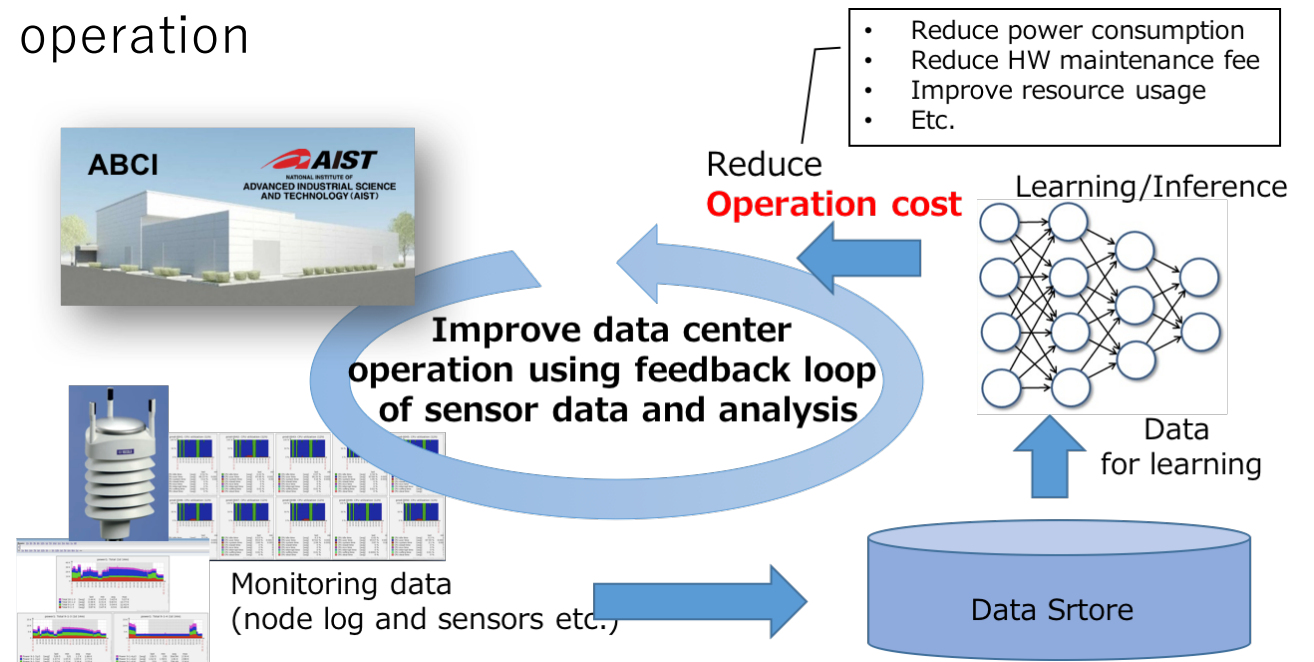 operation
• Reduce power consumption
• Reduce HW maintenance fee
• Improve resource usage
• Etc.
ABCI
AIST
NATIONAL INSTITUTE OF
ADVANCED INDUSTRIAL SCIENCE
AND TECHNOLOGY (AIST)
Reduce
Operation cost
Learning/Inference
Improve data center
operation using feedback loop
of sensor data and analysis
Data
for learning
Monitoring data
(node log and sensors etc.)
Data Srtore